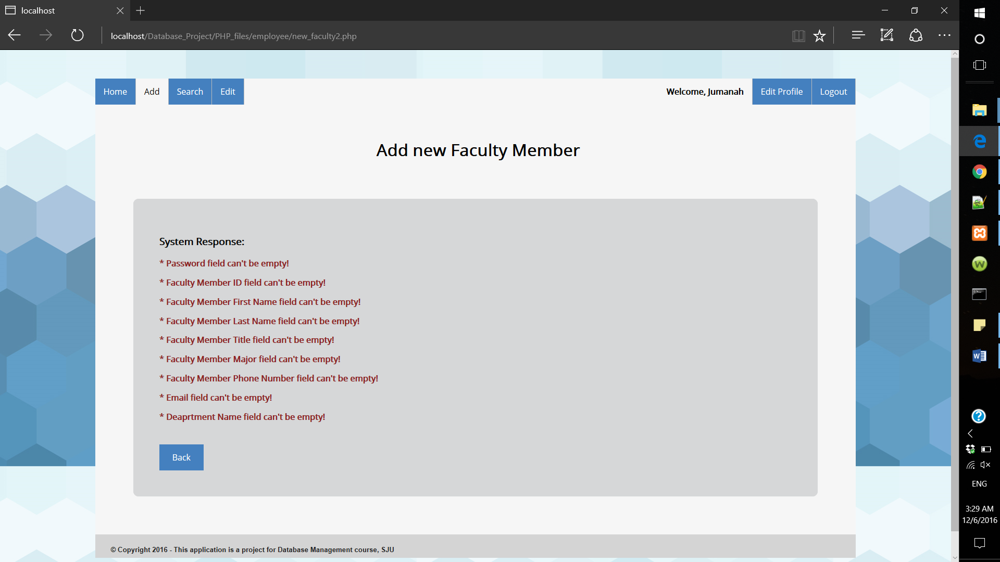 localhost
localhost/Database_Project/PHP_files/employee/new_faculty2.php
Home Add Search Edit Welcome, Jumanah Edit Profile Logout
Add new Faculty Member
System Response:
* Password field can't be empty!
* Faculty Member ID field can't be empty!
* Faculty Member First Name field can't be empty!
* Faculty Member Last Name field can't be empty!
* Faculty Member Title field can't be empty!
* Faculty Member Major field can't be empty!
* Faculty Member Phone Number field can't be empty!
* Email field can't be empty!
* Deaprtment Name field can't be empty!
Back
© Copyright 2016 - This application is a project for Database Management course, SJU
ENG
3:29 AM
12/6/2016